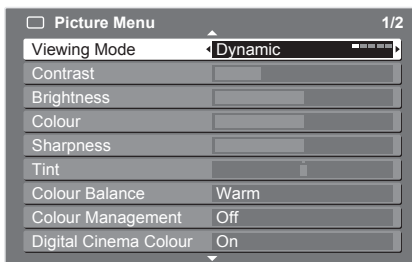 Picture Menu 1/2
Viewing Mode Dynamic
Contrast
Brightness
Colour
Sharpness
Tint
Colour Balance Warm
Colour Management Off
Digital Cinema Colour On